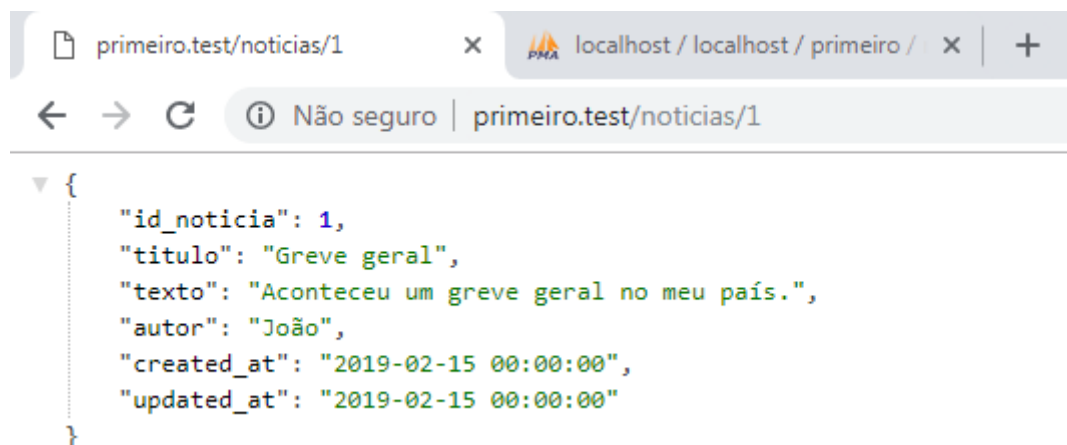 primeiro.test/noticias/1
PMA localhost / localhost / primeiro /
Não seguro | primeiro.test/noticias/1
{
"id_noticia": 1,
"titulo": "Greve geral",
"texto": "Aconteceu um greve geral no meu país.",
"autor": "João",
"created_at": "2019-02-15 00:00:00",
"updated_at": "2019-02-15 00:00:00"
}